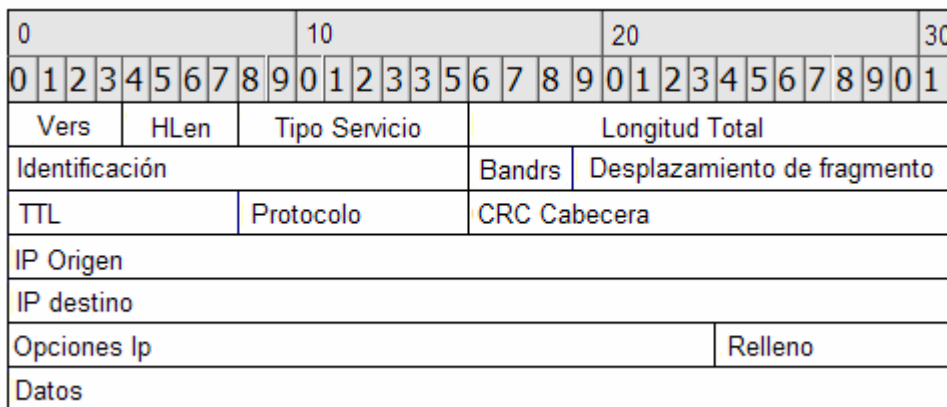 0 10 20 30
0 1 2 3 4 5 6 7 8 9 0 1 2 3 3 5 6 7 8 9 0 1 2 3 4 5 6 7 8 9 0 1
Vers HLen Tipo Servicio Longitud Total
Identificación Bandrs Desplazamiento de fragmento
TTL Protocolo CRC Cabecera
IP Origen
IP destino
Opciones Ip Relleno
Datos